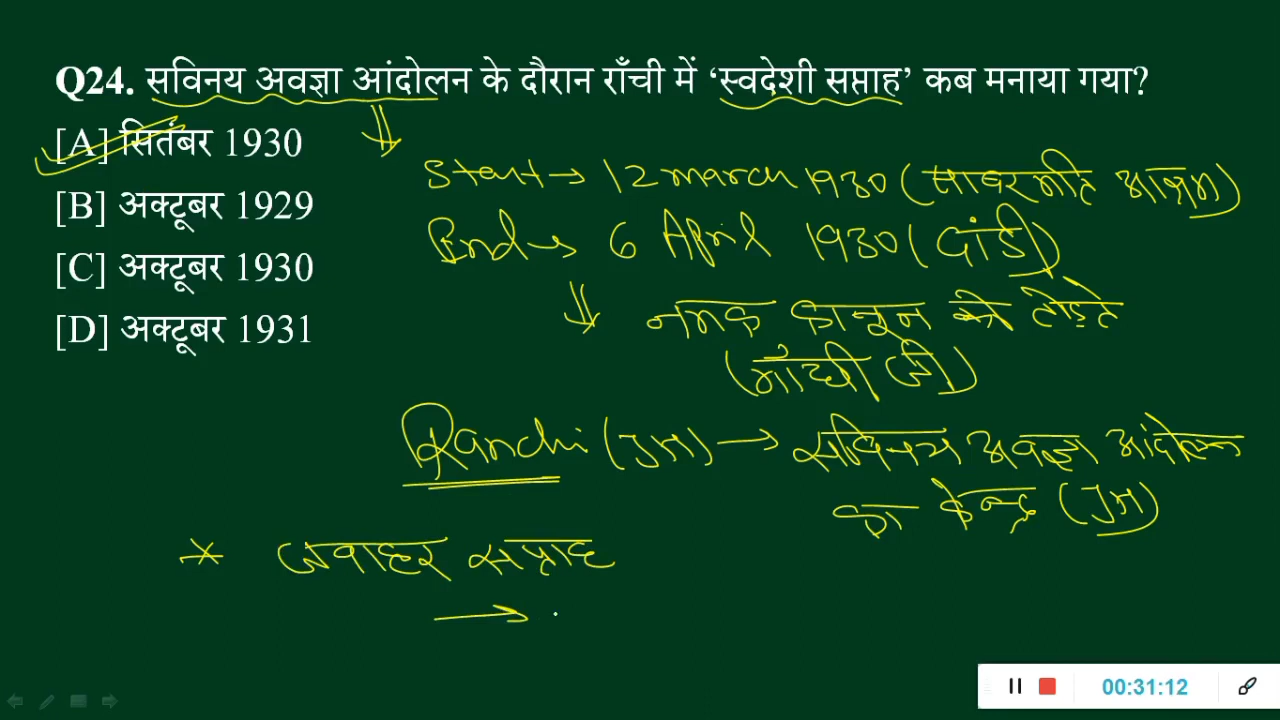 Q24. सविनय अवज्ञा आंदोलन के दौरान राँची में ‘स्वदेशी सप्ताह’ कब मनाया गया?
[A] सितंबर 1930
[B] अक्टूबर 1929
[C] अक्टूबर 1930
[D] अक्टूबर 1931
Start → 12 march 1930 (साबरमती आश्रम)
End → 6 April 1930 (दांडी)
नमक कानून को तोड़ते
(गाँधी जी)
Ranchi (JH) → सविनय अवज्ञा आंदोलन
का केन्द्र (JH)
* जवाहर सप्ताह
→
00:31:12